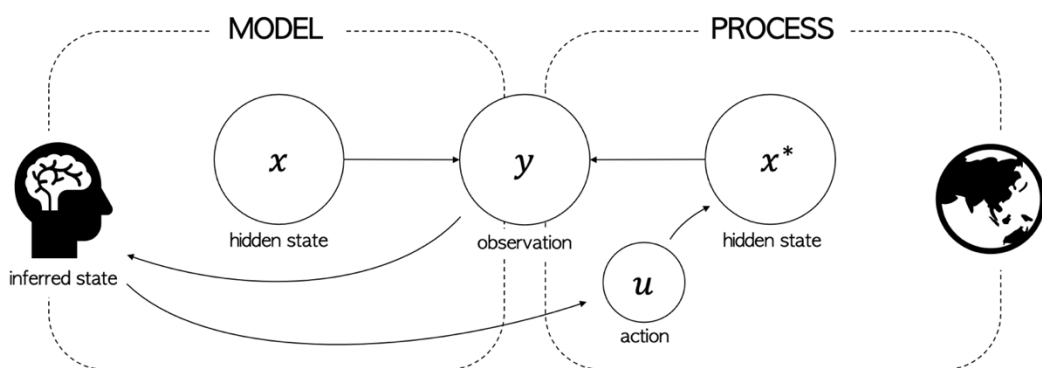 MODEL
PROCESS
x
y
x*
hidden state
observation
hidden state
inferred state
u
action